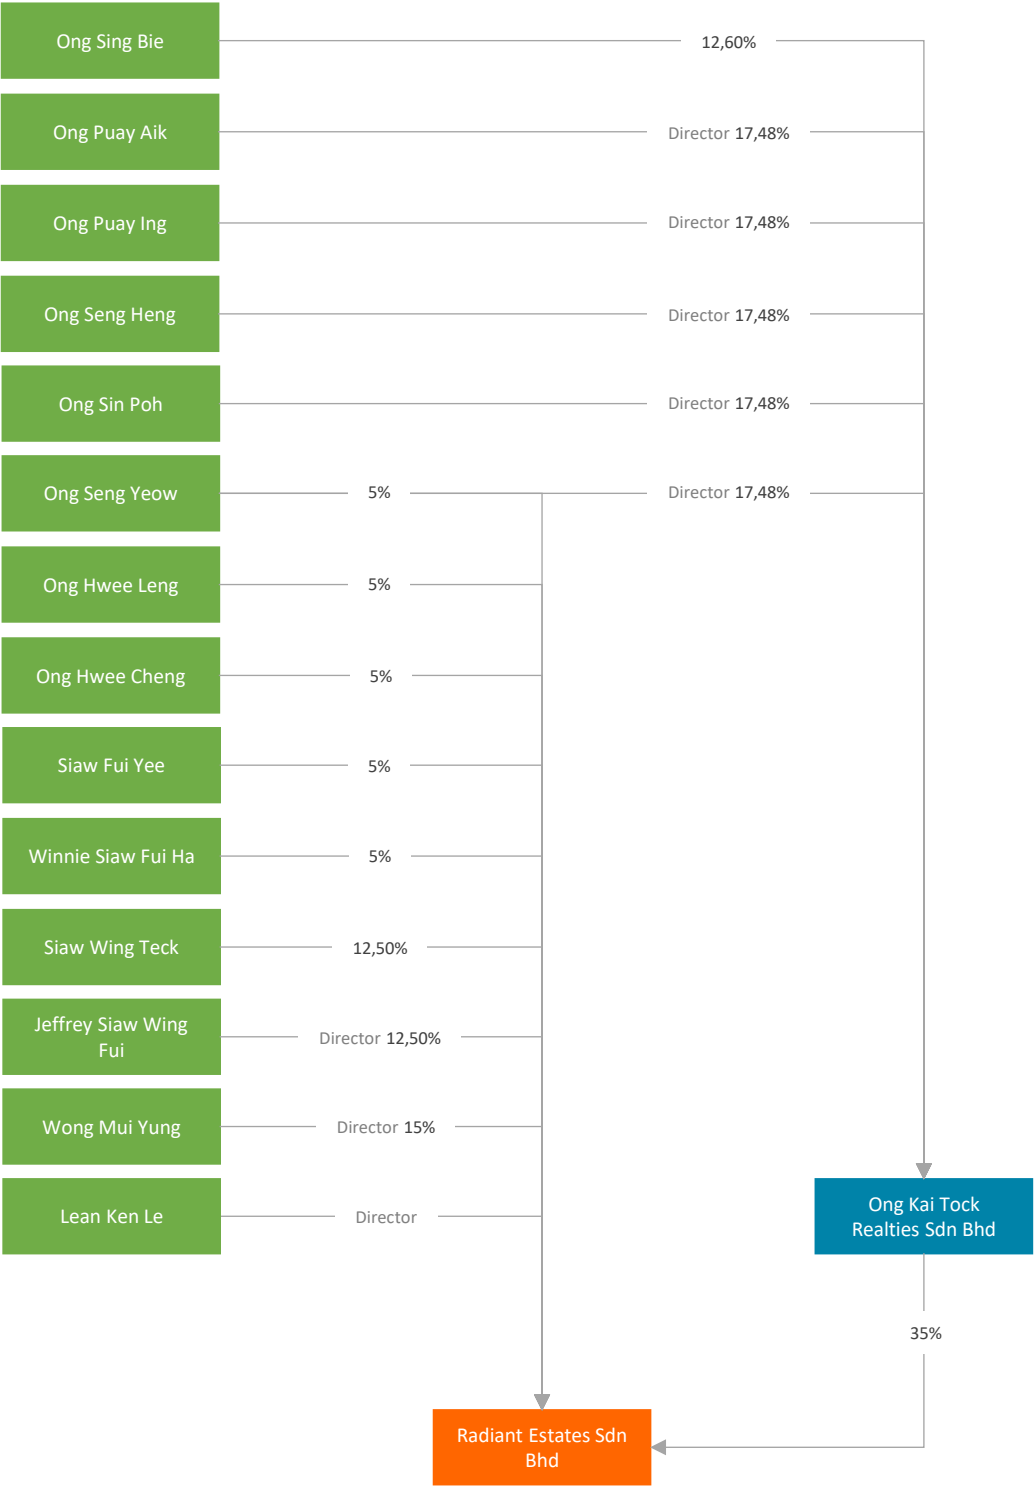 Ong Sing Bie
12,60%
Ong Puay Aik
Director 17,48%
Ong Puay Ing
Director 17,48%
Ong Seng Heng
Director 17,48%
Ong Sin Poh
Director 17,48%
Ong Seng Yeow
5%
Director 17,48%
Ong Hwee Leng
5%
Ong Hwee Cheng
5%
Siaw Fui Yee
5%
Winnie Siaw Fui Ha
5%
Siaw Wing Teck
12,50%
Jeffrey Siaw Wing
Fui
Director 12,50%
Wong Mui Yung
Director 15%
Lean Ken Le
Director
Ong Kai Tock
Realties Sdn Bhd
35%
Radiant Estates Sdn
Bhd